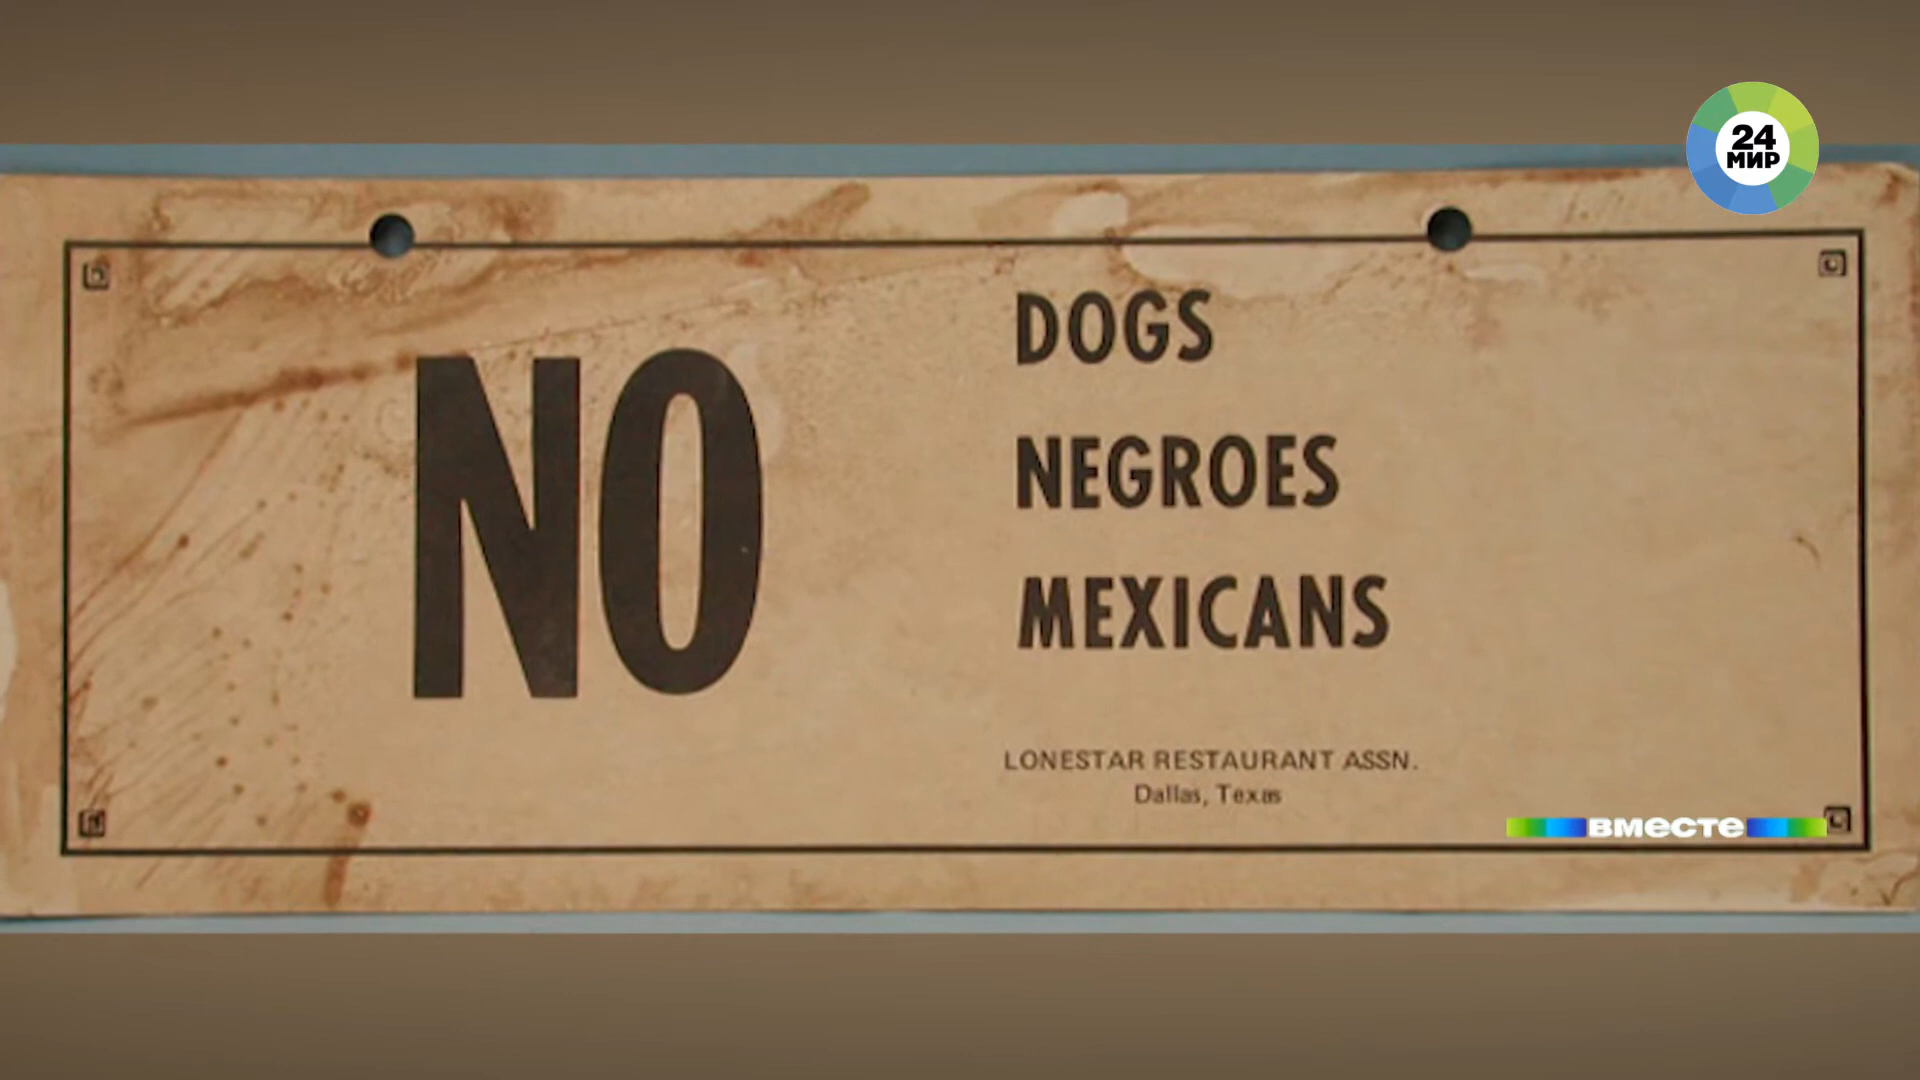 24
МИР
NO
DOGS
NEGROES
MEXICANS
LONESTAR RESTAURANT ASSN.
Dallas, Texas
ВМЕСТЕ